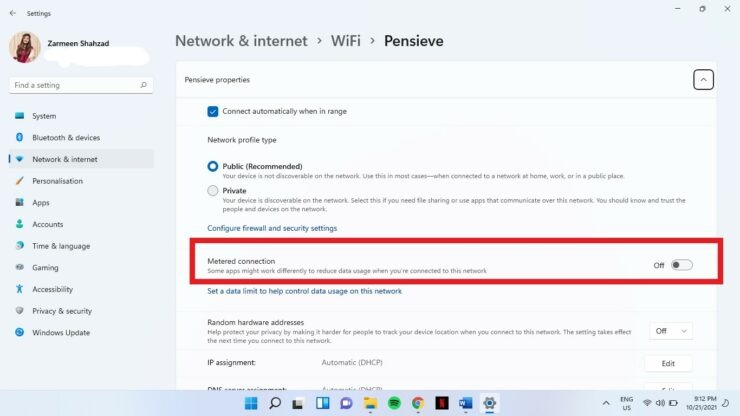 Settings
Zarmeen Shahzad
Find a setting
System
Bluetooth & devices
Network & internet
Personalisation
Apps
Accounts
Time & language
Gaming
Accessibility
Privacy & security
Windows Update
Network & internet › WiFi › Pensieve
Pensieve properties
Connect automatically when in range
Network profile type
Public (Recommended)
Your device is not discoverable on the network. Use this in most cases—when connected to a network at home, work, or in a public place.
Private
Your device is discoverable on the network. Select this if you need file sharing or use apps that communicate over this network. You should know and trust the
people and devices on the network.
Configure firewall and security settings
Metered connection
Some apps might work differently to reduce data usage when you're connected to this network
Off
Set a data limit to help control data usage on this network
Random hardware addresses
Help protect your privacy by making it harder for people to track your device location when you connect to this network. The setting takes effect
the next time you connect to this network.
Off
IP assignment: Automatic (DHCP) Edit
DNS server assignment: Automatic (DHCP) Edit
ENG
US
9:12 PM
10/21/2021